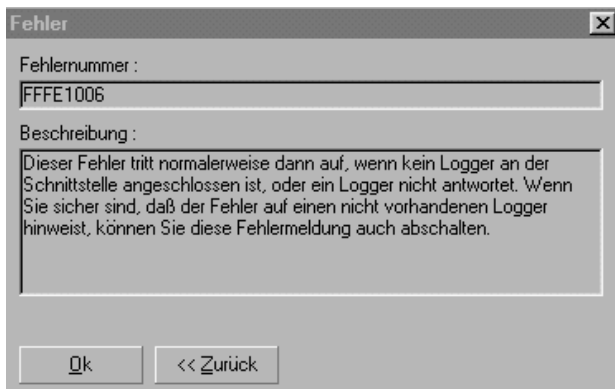 Fehler
Fehlernummer :
FFFE1006
Beschreibung :
Dieser Fehler tritt normalerweise dann auf, wenn kein Logger an der
Schnittstelle angeschlossen ist, oder ein Logger nicht antwortet. Wenn
Sie sicher sind, daß der Fehler auf einen nicht vorhandenen Logger
hinweist, können Sie diese Fehlermeldung auch abschalten.
Ok << Zurück